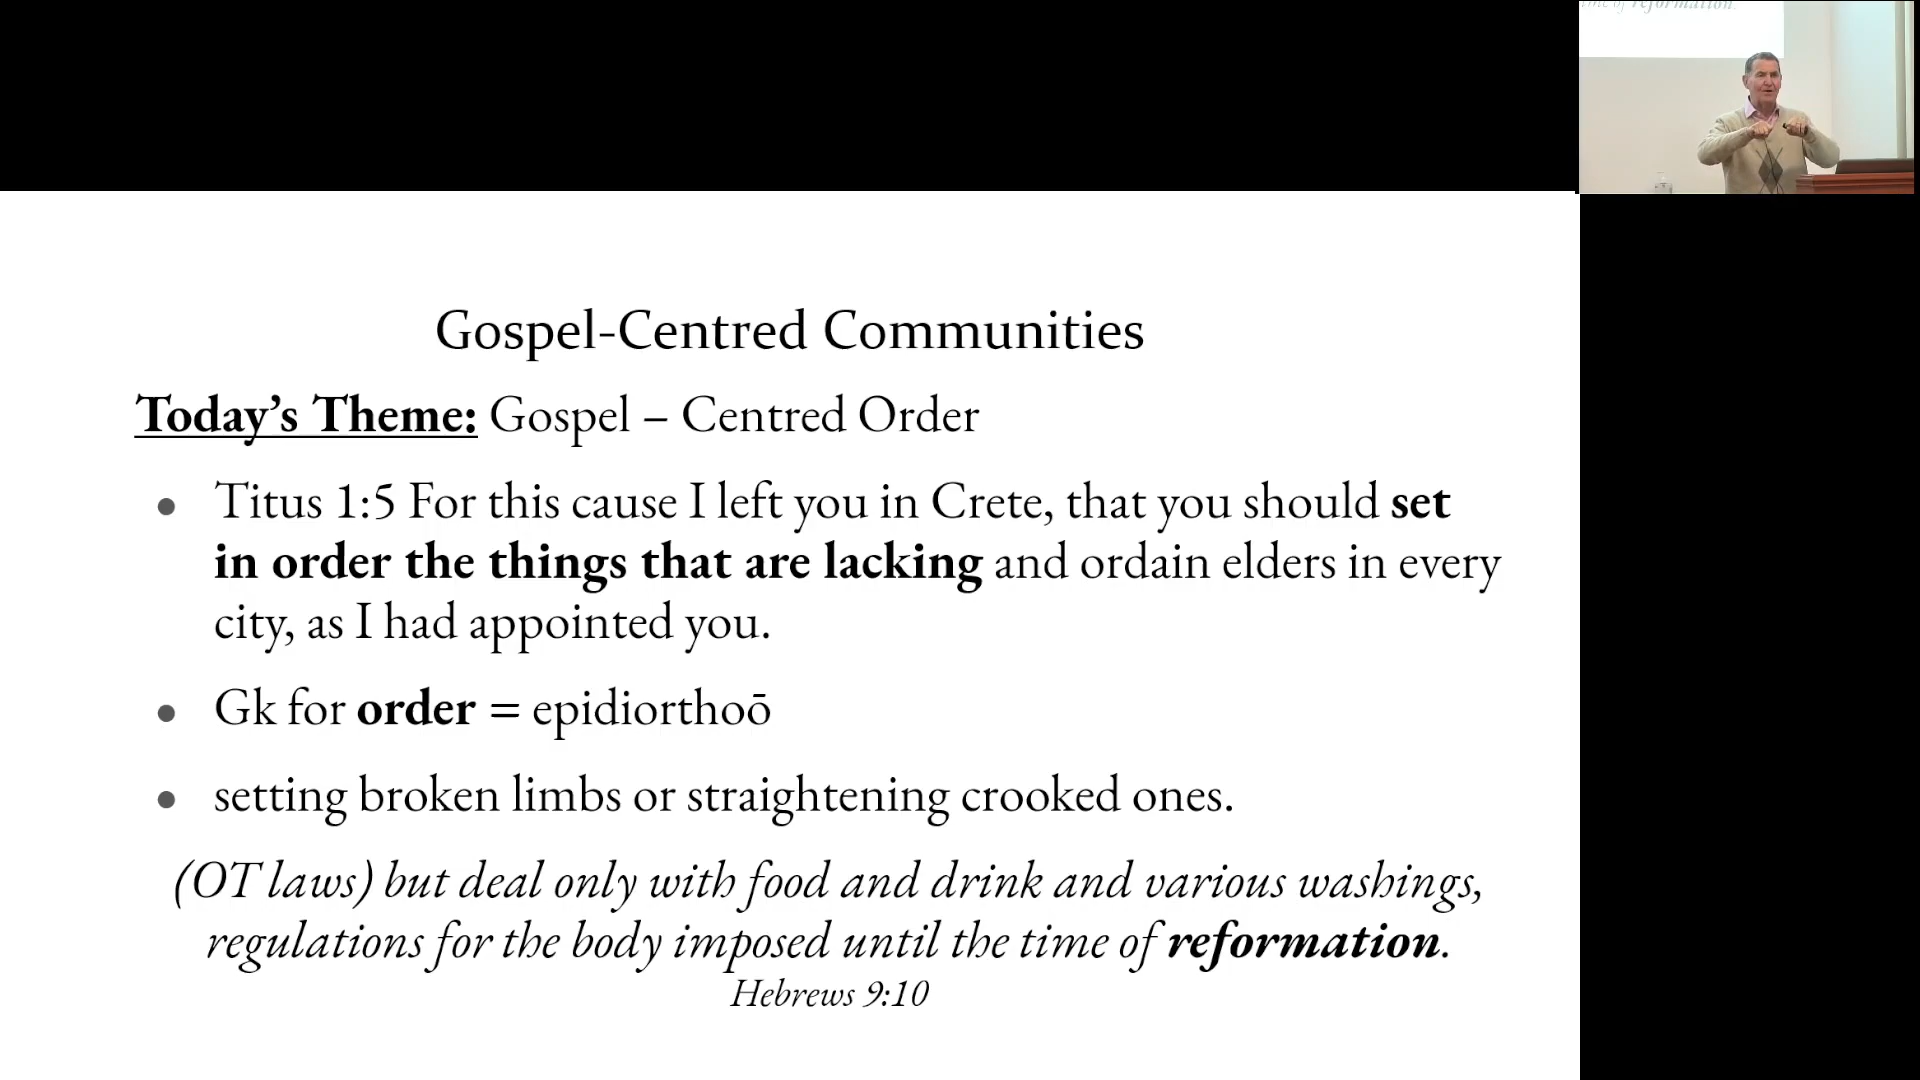 time of reformation.
Gospel-Centred Communities
Today’s Theme: Gospel – Centred Order
● Titus 1:5 For this cause I left you in Crete, that you should set
in order the things that are lacking and ordain elders in every
city, as I had appointed you.
● Gk for order = epidiorthoō
● setting broken limbs or straightening crooked ones.
(OT laws) but deal only with food and drink and various washings,
regulations for the body imposed until the time of reformation.
Hebrews 9:10